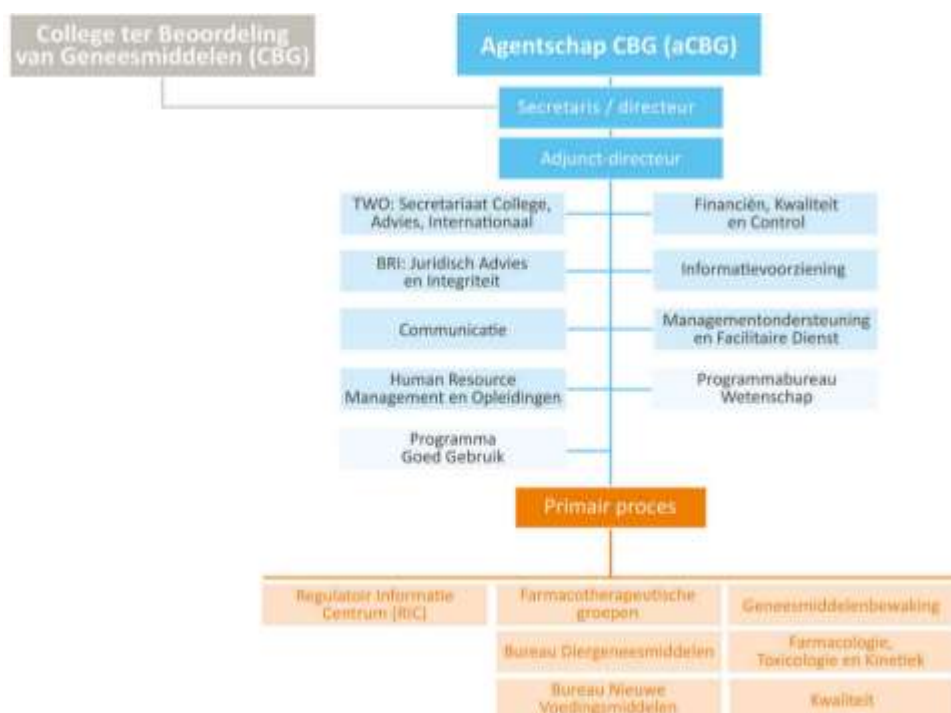 College ter Beoordeling
van Geneesmiddelen (CBG)
Agentschap CBG (aCBG)
Secretaris / directeur
Adjunct-directeur
TWO: Secretariaat College,
Advies, Internationaal
Financiën, Kwaliteit
en Control
BRI: Juridisch Advies
en Integriteit
Informatievoorziening
Communicatie
Managementondersteuning
en Facilitaire Dienst
Human Resource
Management en Opleidingen
Programmabureau
Wetenschap
Programma
Goed Gebruik
Primair proces
Regulatoir Informatie
Centrum (RIC)
Farmacotherapeutische
groepen
Geneesmiddelenbewaking
Bureau Diergeneesmiddelen
Farmacologie,
Toxicologie en Kinetiek
Bureau Nieuwe
Voedingsmiddelen
Kwaliteit